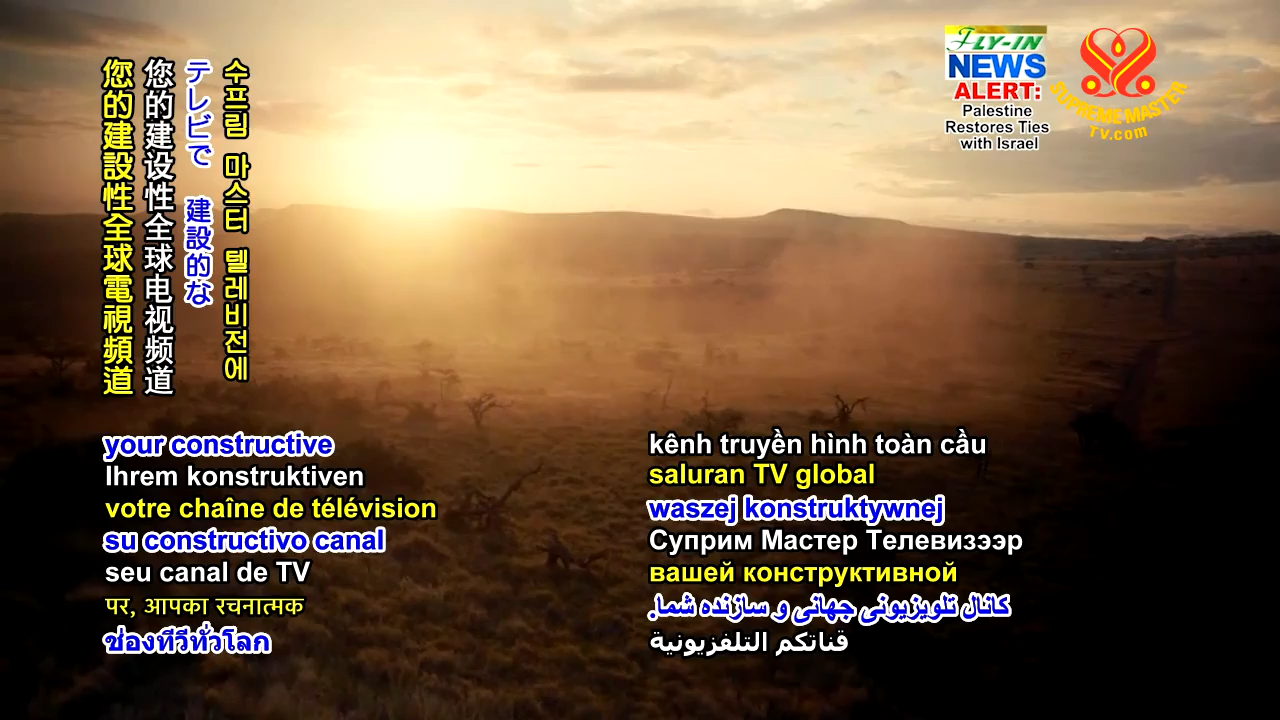 您的建設性全球電視頻道
您的建设性全球电视频道
テレビで 建設的な
수프림 마스터 텔레비전에
FLY-IN
NEWS
ALERT:
Palestine
Restores Ties
with Israel
SUPREME MASTER
TV.com
your constructive
Ihrem konstruktiven
votre chaîne de télévision
su constructivo canal
seu canal de TV
पर, आपका रचनात्मक
ช่องทีวีทั่วโลก
kênh truyền hình toàn cầu
saluran TV global
waszej konstruktywnej
Суприм Мастер Телевизээр
вашей конструктивной
کانال تلویزیونی جهانی و سازنده شما.
قناتكم التلفزيونية